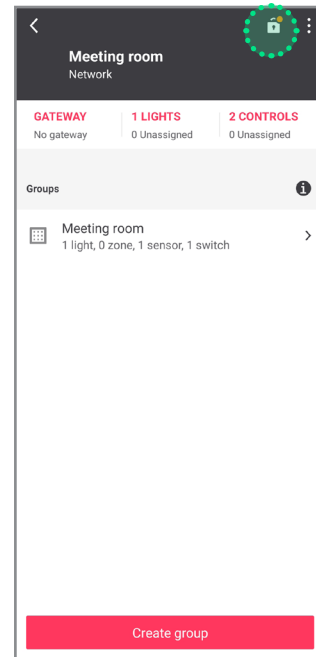 Meeting room
Network
GATEWAY
No gateway
1 LIGHTS
0 Unassigned
2 CONTROLS
0 Unassigned
Groups
Meeting room
1 light, 0 zone, 1 sensor, 1 switch
Create group